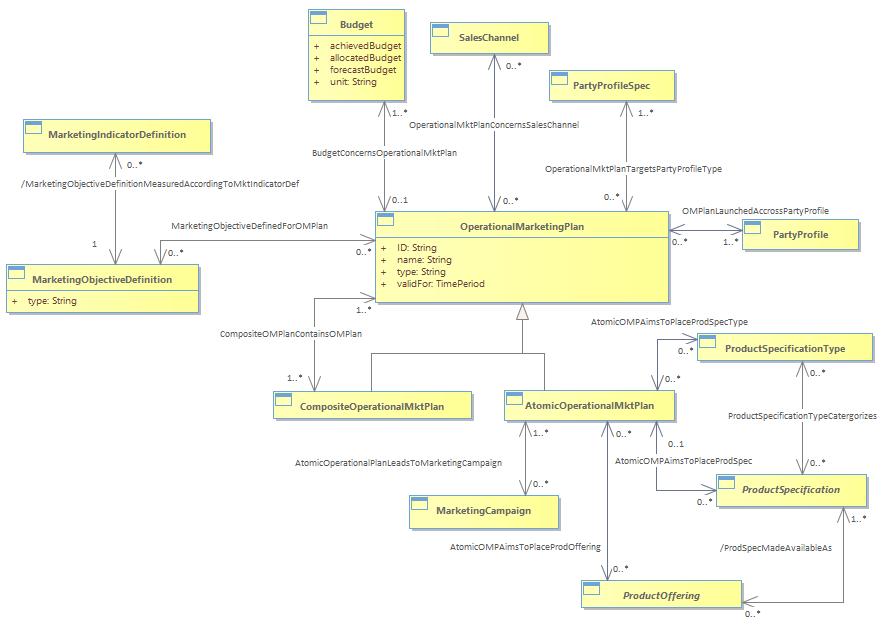 Budget
+ achievedBudget
+ allocatedBudget
+ forecastBudget
+ unit: String
SalesChannel
0..*
PartyProfileSpec
1..*
1..*
OperationalMktPlanConcernsSalesChannel
MarketingIndicatorDefinition
0..*
BudgetConcernsOperationalMktPlan
OperationalMktPlanTargetsPartyProfileType
/MarketingObjectiveDefinitionMeasuredAccordingToMktIndicatorDef
0..1
0..*
0..*
OMPlanLaunchedAccrossPartyProfile
MarketingObjectiveDefinedForOMPlan
OperationalMarketingPlan
PartyProfile
0..*
1..*
1
0..*
0..*
+ ID: String
+ name: String
+ type: String
+ validFor: TimePeriod
MarketingObjectiveDefinition
+ type: String
1..*
CompositeOMPlanContainsOMPlan
1..*
AtomicOMPAimsToPlaceProdSpecType
0..*
ProductSpecificationType
0..*
0..*
CompositeOperationalMktPlan
AtomicOperationalMktPlan
ProductSpecificationTypeCatergorizes
1..*
0..*
0..1
AtomicOperationalPlanLeadsToMarketingCampaign
AtomicOMPAimsToPlaceProdSpec
0..*
0..*
ProductSpecification
0..*
MarketingCampaign
1..*
AtomicOMPAimsToPlaceProdOffering
/ProdSpecMadeAvailableAs
0..*
ProductOffering
0..*